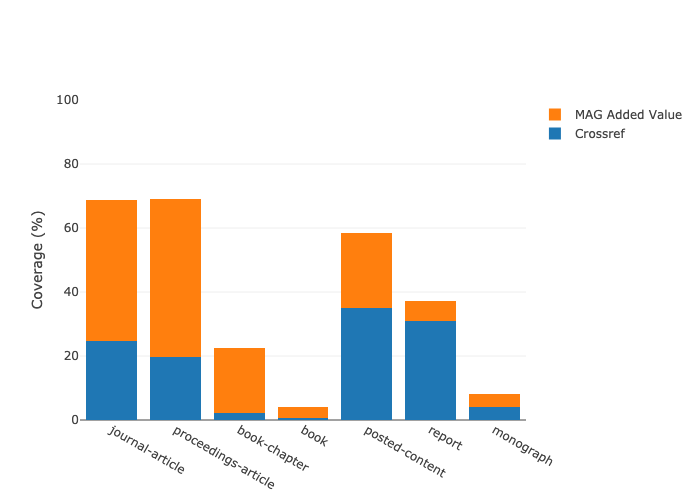 MAG Added Value
Crossref
Coverage (%)
100
80
60
40
20
0
journal-article
proceedings-article
book-chapter
book
posted-content
report
monograph